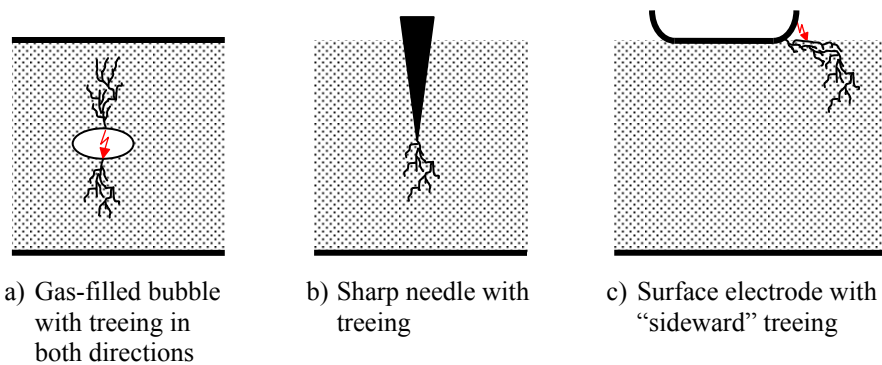 a) Gas-filled bubble
with treeing in
both directions
b) Sharp needle with
treeing
c) Surface electrode with
“sideward” treeing